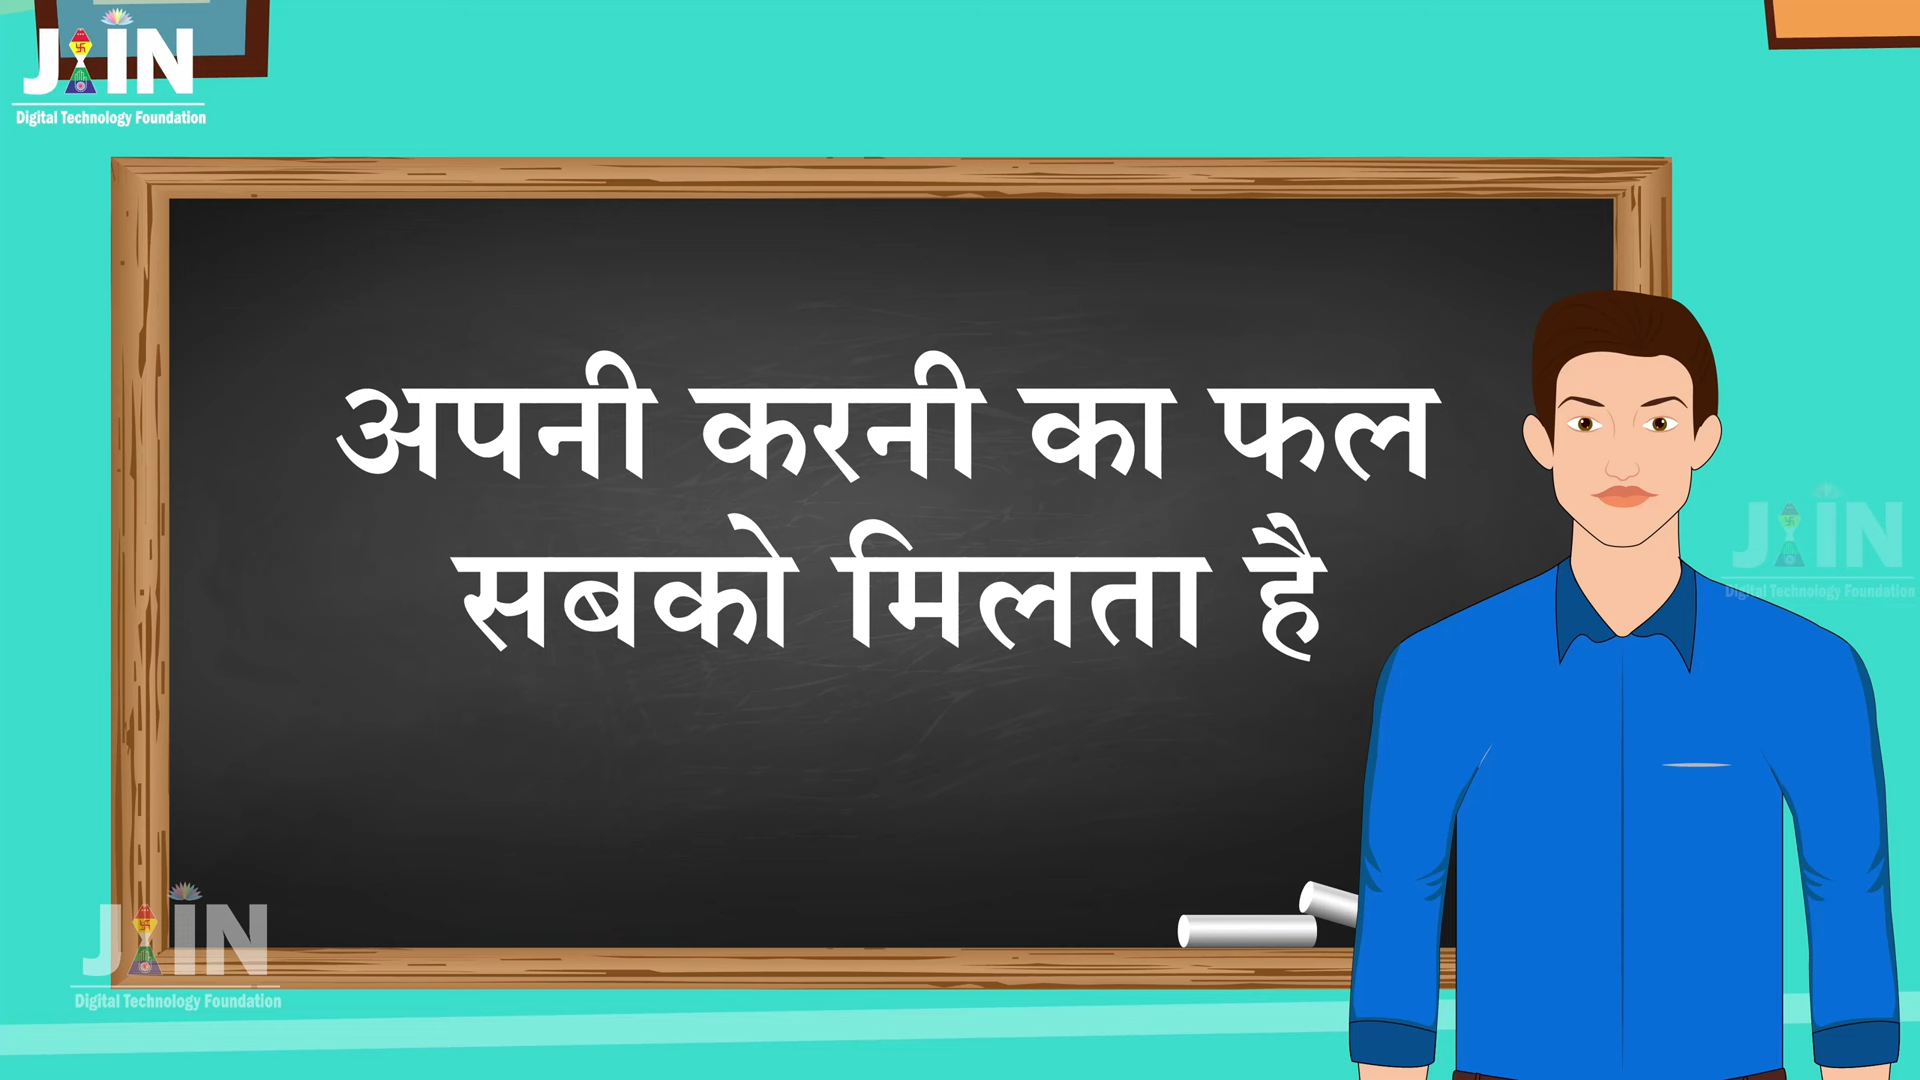 JAIN
Digital Technology Foundation
अपनी करनी का फल
सबको मिलता है
JAIN
Digital Technology Foundation
JAIN
Digital Technology Foundation